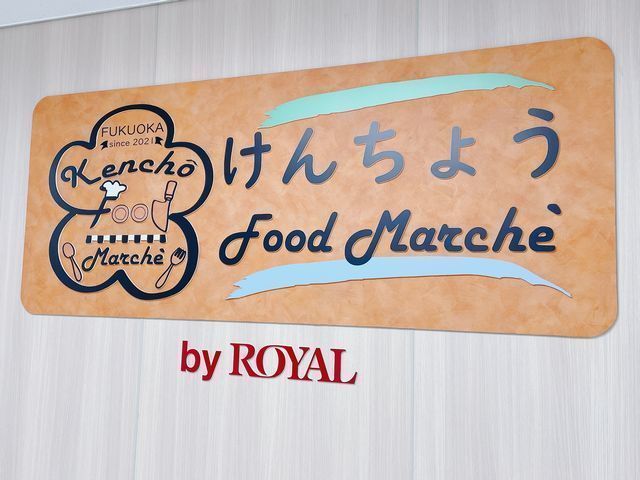 FUKUOKA
since 2021
Kenchō
food
Marchè
けんちょう
Food Marchè
by ROYAL